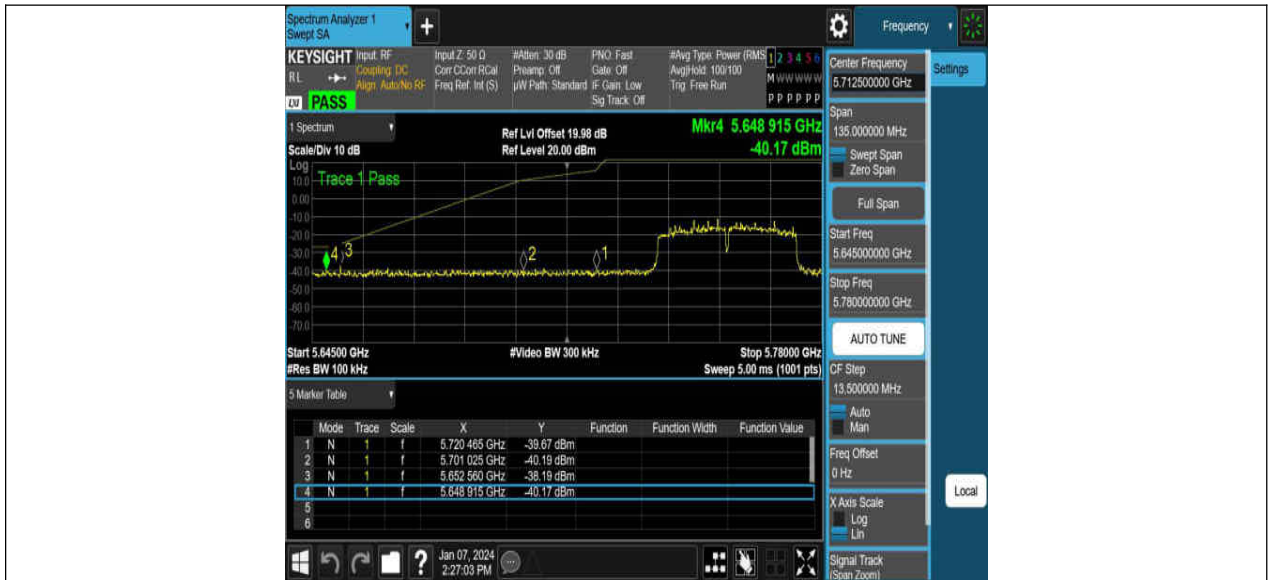 Spectrum Analyzer 1
Swept SA
+
Frequency
KEYSIGHT
RL
LXI
PASS
Input: RF
Coupling: DC
Align: Auto/No RF
Input Z: 50 Ω
Corr CCorr RCal
Freq Ref: Int (S)
#Atten: 30 dB
Preamp: Off
µW Path: Standard
PNO: Fast
Gate: Off
IF Gain: Low
Sig Track: Off
#Avg Type: Power (RMS
Avg|Hold: 100/100
Trig: Free Run
1 2 3 4 5 6
M W W W W W
P P P P P P
1 Spectrum
Scale/Div 10 dB
Ref Lvl Offset 19.98 dB
Ref Level 20.00 dBm
Mkr4 5.648 915 GHz
-40.17 dBm
Log
Trace 1 Pass
10.0
0.00
-10.0
-20.0
-30.0
-40.0
-50.0
-60.0
-70.0
4
3
2
1
Start 5.64500 GHz
#Video BW 300 kHz
Stop 5.78000 GHz
#Res BW 100 kHz
Sweep 5.00 ms (1001 pts)
5 Marker Table
Mode Trace Scale X Y Function Function Width Function Value
1 N 1 f 5.720 465 GHz -39.67 dBm
2 N 1 f 5.701 025 GHz -40.19 dBm
3 N 1 f 5.652 560 GHz -38.19 dBm
4 N 1 f 5.648 915 GHz -40.17 dBm
5
6
?
Jan 07, 2024
2:27:03 PM
Center Frequency
5.712500000 GHz
Settings
Span
135.000000 MHz
Swept Span
Zero Span
Full Span
Start Freq
5.645000000 GHz
Stop Freq
5.780000000 GHz
AUTO TUNE
CF Step
13.500000 MHz
Auto
Man
Freq Offset
0 Hz
X Axis Scale
Log
Lin
Signal Track
(Span Zoom)
Local